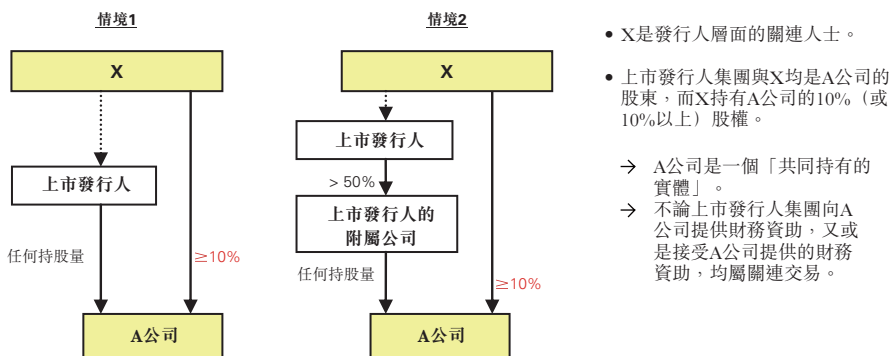 情境1
X
上市發行人
任何持股量
≥10%
A公司
情境2
X
上市發行人
> 50%
上市發行人的
附屬公司
任何持股量
≥10%
A公司
• X是發行人層面的關連人士。
• 上市發行人集團與X均是A公司的
股東，而X持有A公司的10%（或
10%以上）股權。
→ A公司是一個「共同持有的
實體」。
→ 不論上市發行人集團向A
公司提供財務資助，又或
是接受A公司提供的財務
資助，均屬關連交易。